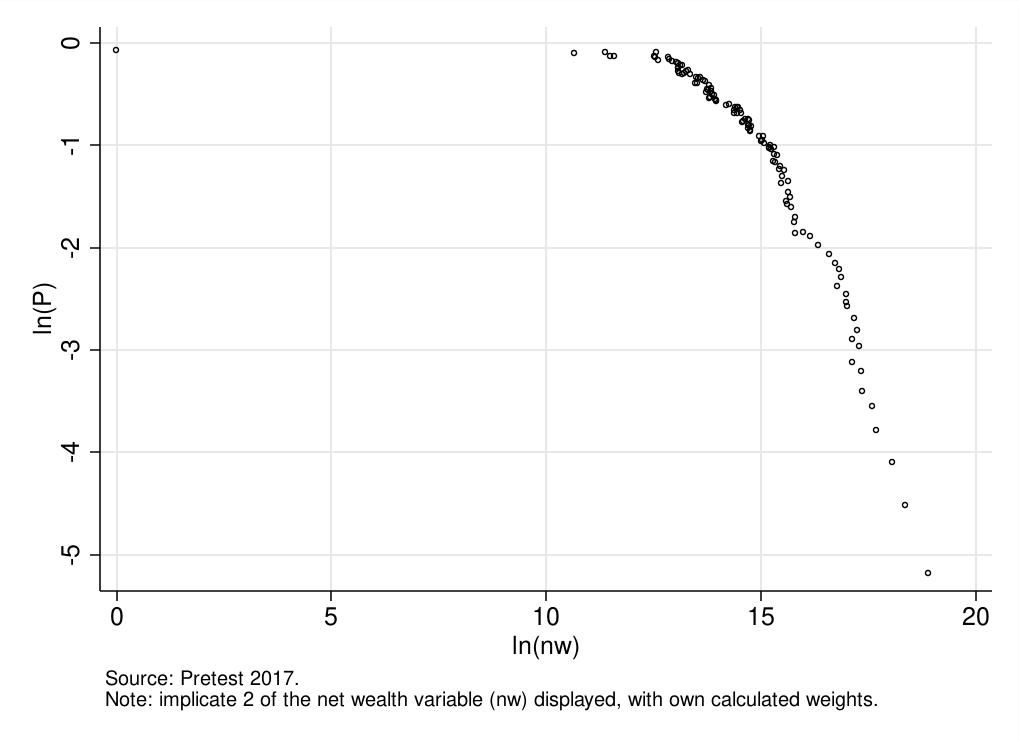 0
-1
-2
-3
-4
-5
ln(P)
0 5 10 15 20
ln(nw)
Source: Pretest 2017.
Note: implicate 2 of the net wealth variable (nw) displayed, with own calculated weights.